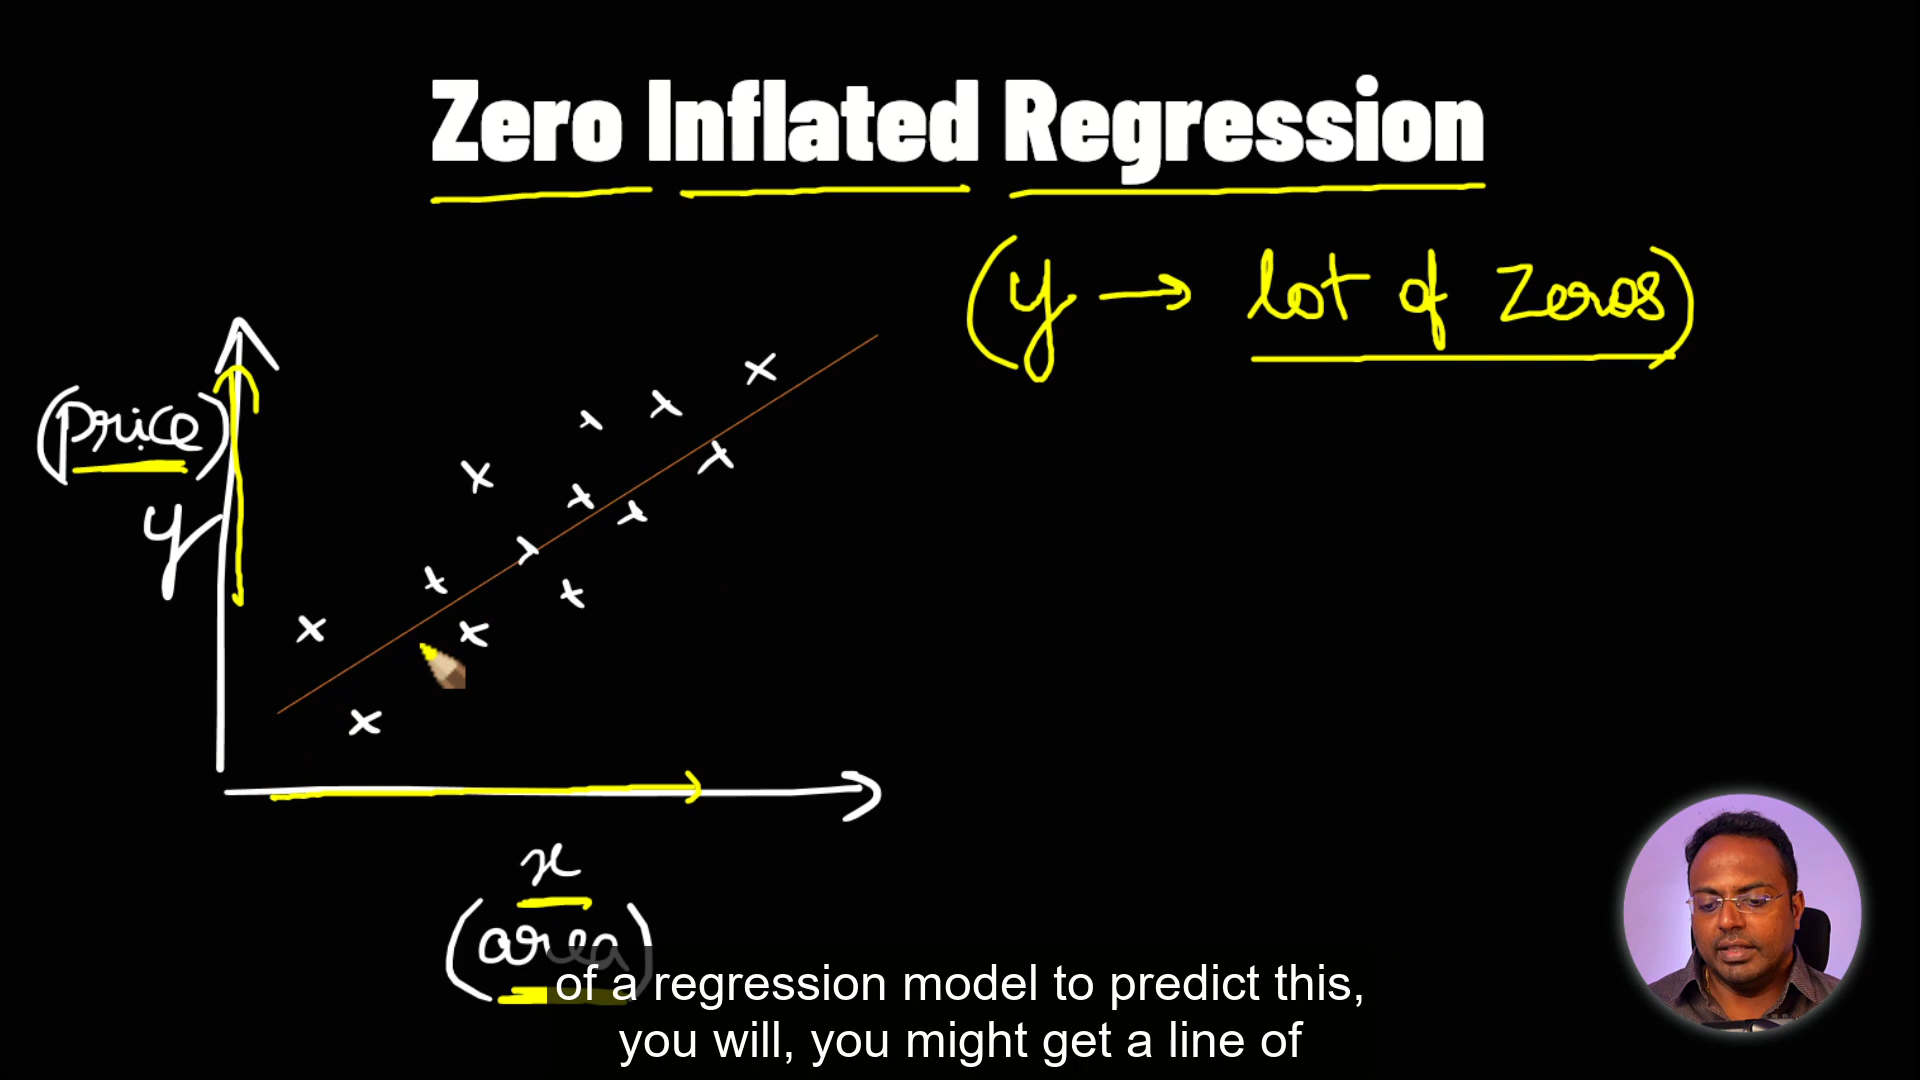 Zero Inflated Regression
(y → lot of zeros)
(price)
y
x
(area)
of a regression model to predict this,
you will, you might get a line of